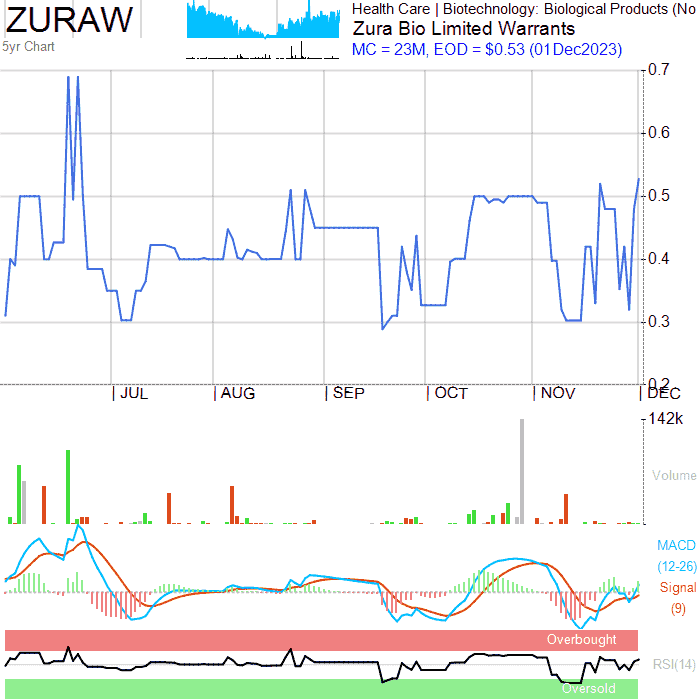 ZURAW
5yr Chart
Health Care | Biotechnology: Biological Products (No
Zura Bio Limited Warrants
MC = 23M, EOD = $0.53 (01Dec2023)
0.7
0.6
0.5
0.4
0.3
0.2
JUL AUG SEP OCT NOV DEC
142k
Volume
MACD
(12-26)
Signal
(9)
Overbought
RSI(14)
Oversold